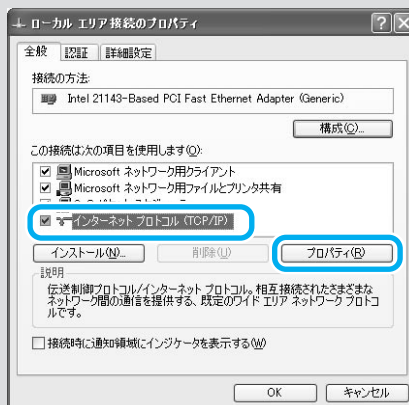 ローカル エリア接続のプロパティ
全般 認証 詳細設定
接続の方法:
Intel 21143-Based PCI Fast Ethernet Adapter (Generic)
構成(C)...
この接続は次の項目を使用します(O):
Microsoft ネットワーク用クライアント
Microsoft ネットワーク用ファイルとプリンタ共有
インターネット プロトコル (TCP/IP)
インストール(N)... 削除(U) プロパティ(R)
説明
伝送制御プロトコル/インターネット プロトコル。相互接続されたさまざまな
ネットワーク間の通信を提供する、既定のワイド エリア ネットワーク プロトコ
ルです。
接続時に通知領域にインジケータを表示する(W)
OK キャンセル